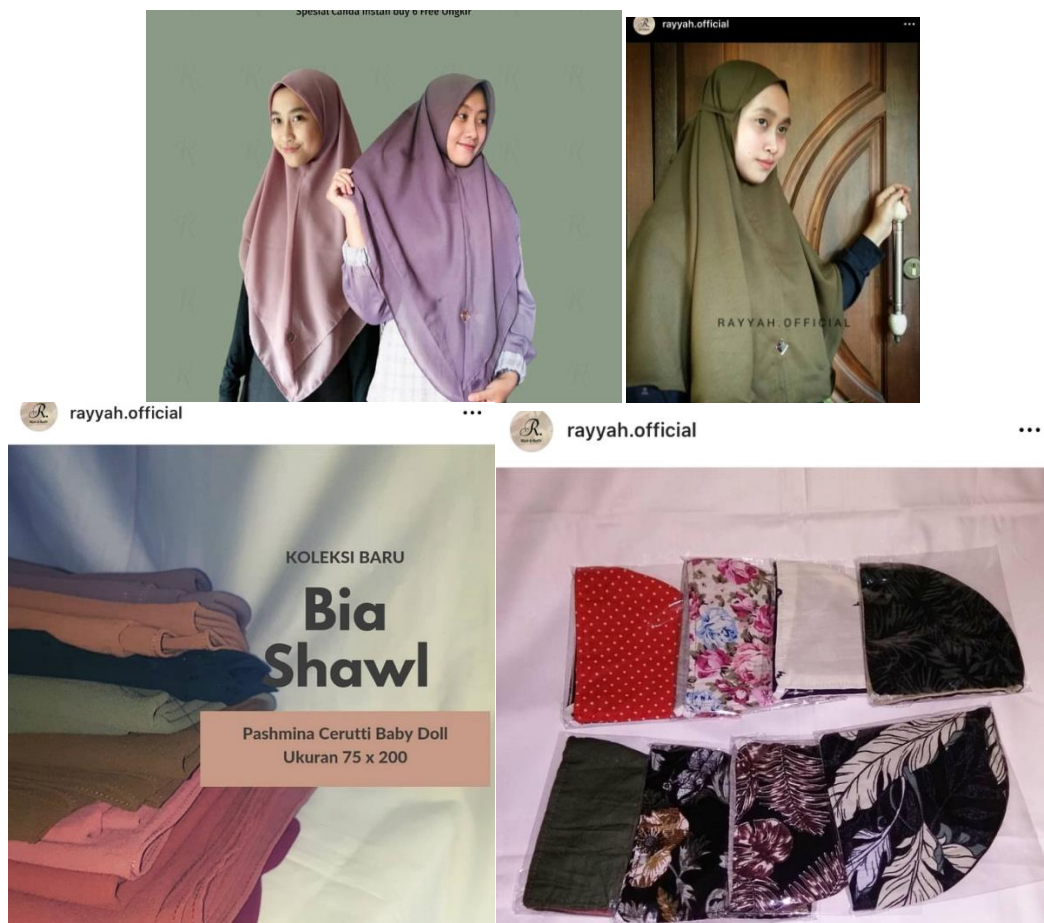 Spesial Canda Instan buy 6 Free Ongkir
rayyah.official
RAYYAH.OFFICIAL
rayyah.official
R.
KOLEKSI BARU
Bia
Shawl
Pashmina Cerutti Baby Doll
Ukuran 75 x 200
rayyah.official
R.